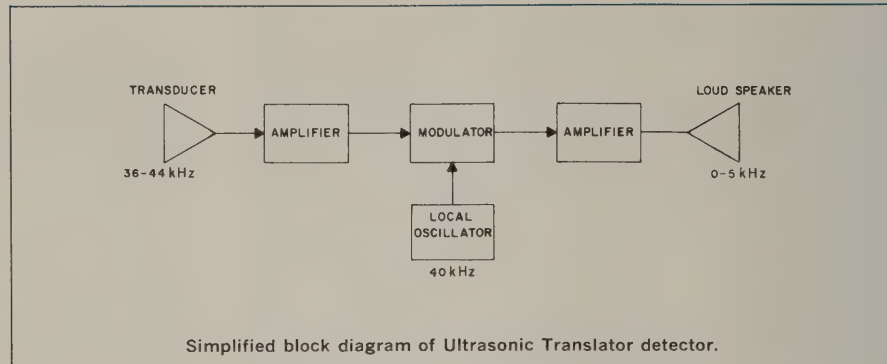 TRANSDUCER
36-44 kHz
AMPLIFIER
MODULATOR
LOCAL
OSCILLATOR
40 kHz
AMPLIFIER
LOUD SPEAKER
0-5 kHz
Simplified block diagram of Ultrasonic Translator detector.